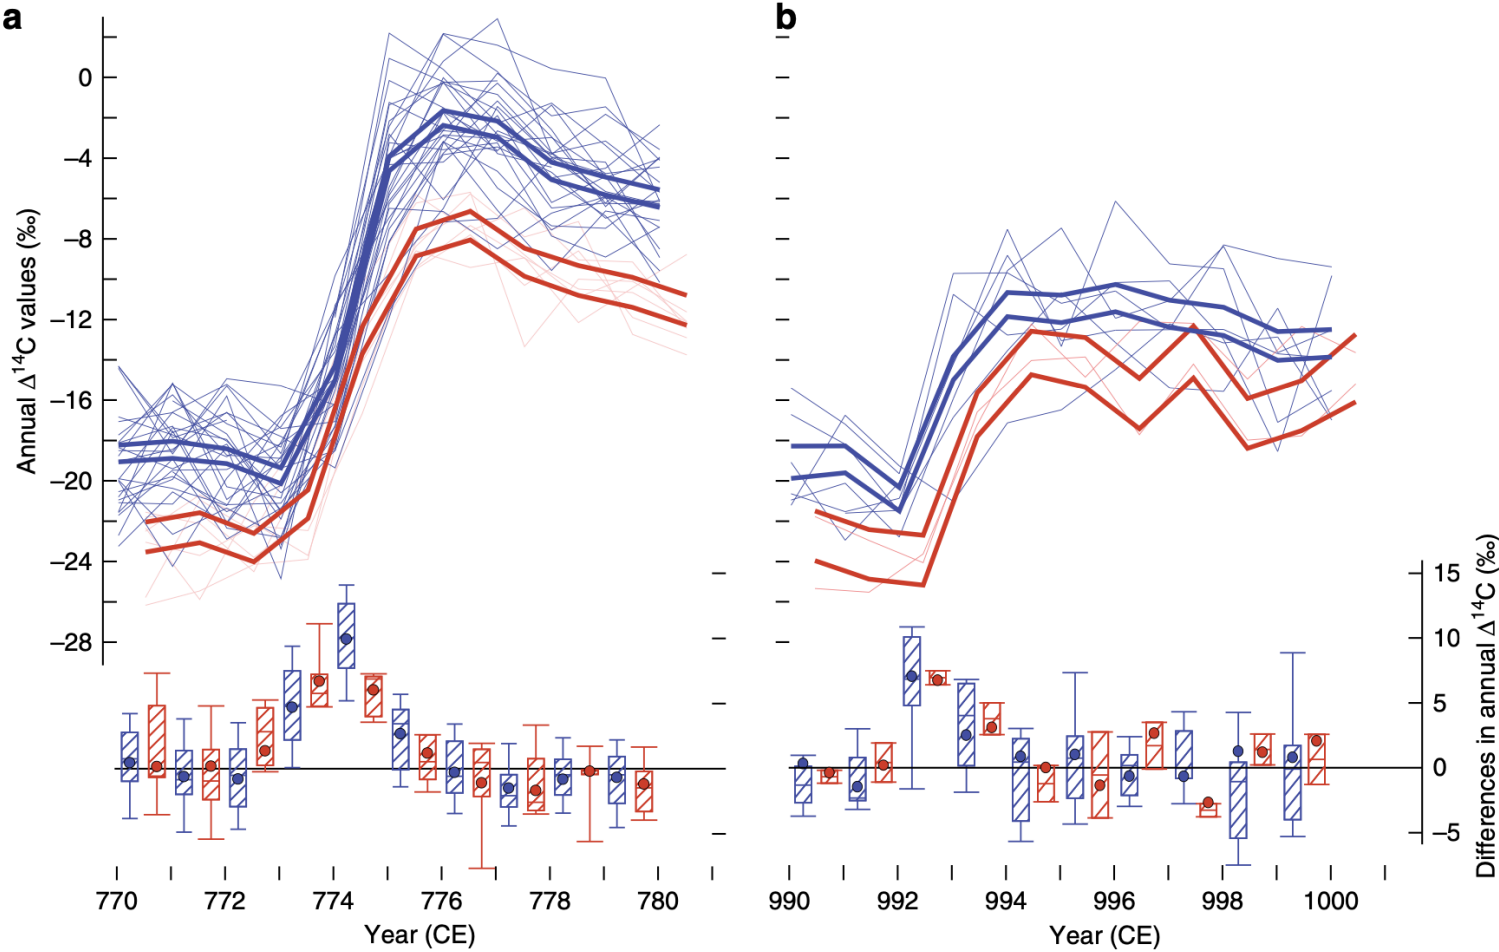 a
b
0
−4
−8
−12
−16
−20
−24
−28
Annual Δ¹⁴C values (‰)
15
10
5
0
−5
Differences in annual Δ¹⁴C (‰)
770 772 774 776 778 780
990 992 994 996 998 1000
Year (CE)
Year (CE)